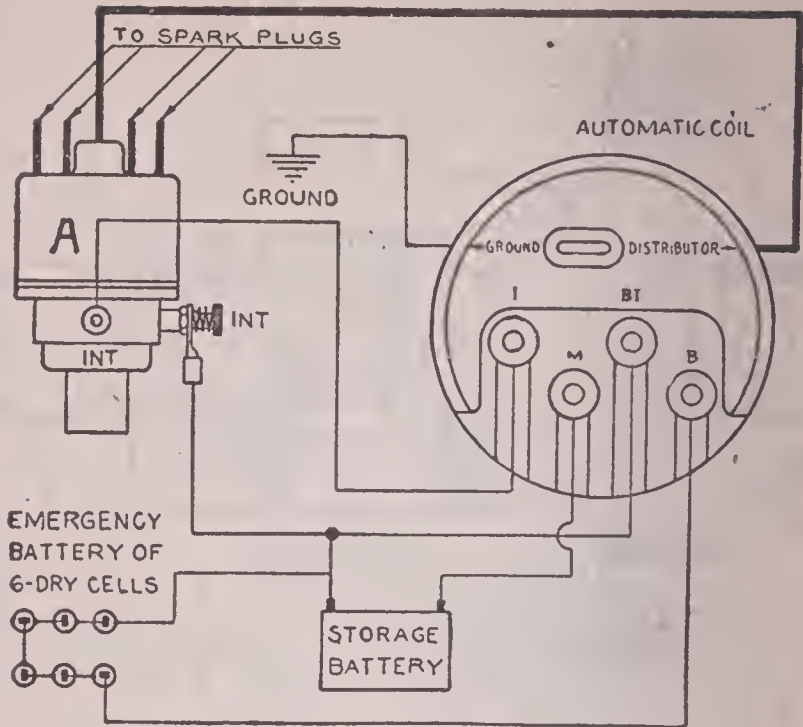 TO SPARK PLUGS
AUTOMATIC COIL
GROUND
A
GROUND DISTRIBUTOR
I BT
INT
M B
INT
EMERGENCY
BATTERY OF
6-DRY CELLS
STORAGE
BATTERY